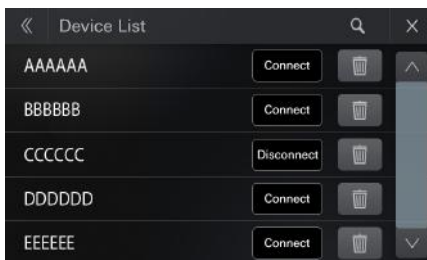 « Device List
AAAAAA Connect
BBBBBB Connect
CCCCCC Disconnect
DDDDDD Connect
EEEEEE Connect